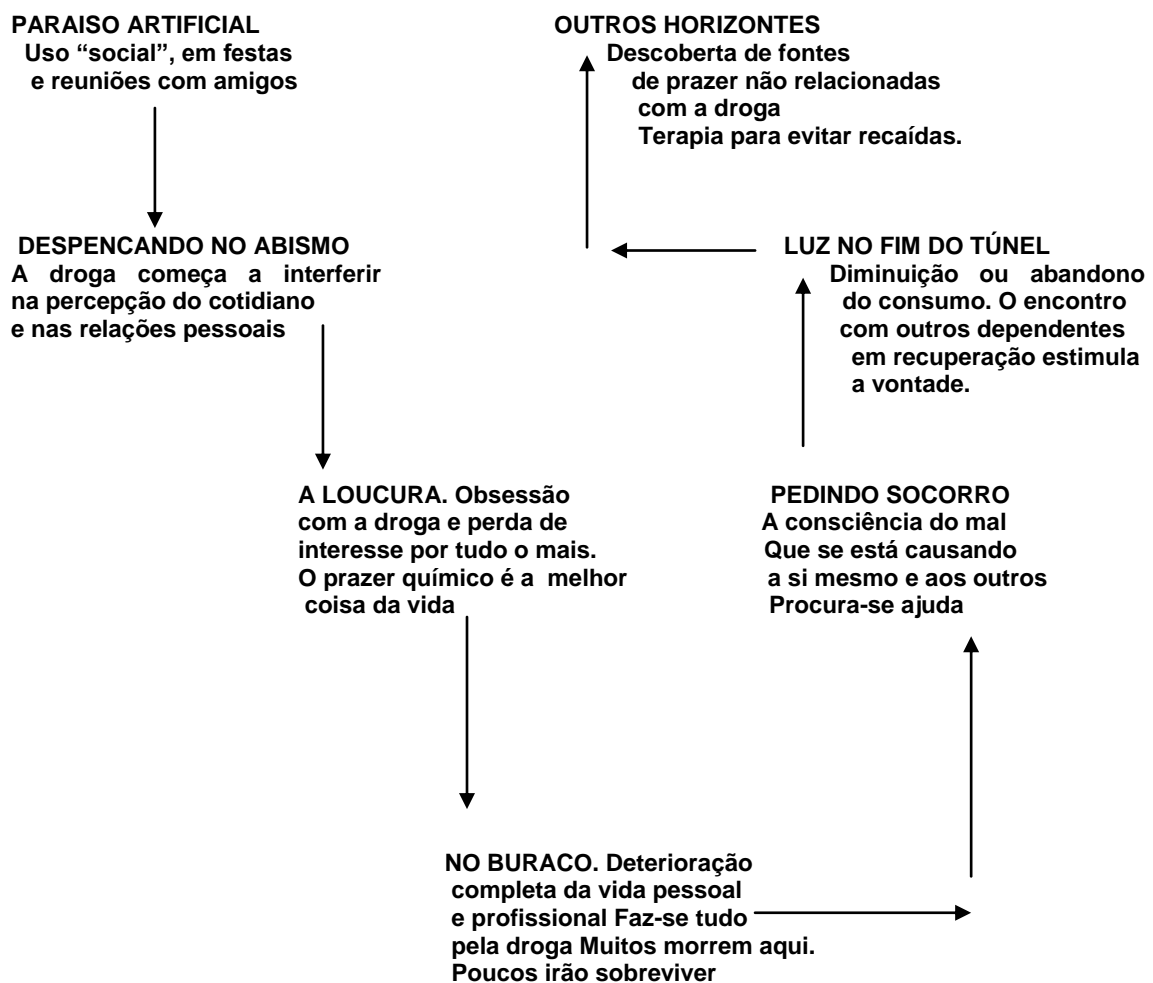 PARAISO ARTIFICIAL
Uso “social”, em festas
e reuniões com amigos
DESPENCANDO NO ABISMO
A droga começa a interferir
na percepção do cotidiano
e nas relações pessoais
A LOUCURA. Obsessão
com a droga e perda de
interesse por tudo o mais.
O prazer químico é a melhor
coisa da vida
NO BURACO. Deterioração
completa da vida pessoal
e profissional Faz-se tudo
pela droga Muitos morrem aqui.
Poucos irão sobreviver
PEDINDO SOCORRO
A consciência do mal
Que se está causando
a si mesmo e aos outros
Procura-se ajuda
LUZ NO FIM DO TÚNEL
Diminuição ou abandono
do consumo. O encontro
com outros dependentes
em recuperação estimula
a vontade.
OUTROS HORIZONTES
Descoberta de fontes
de prazer não relacionadas
com a droga
Terapia para evitar recaídas.